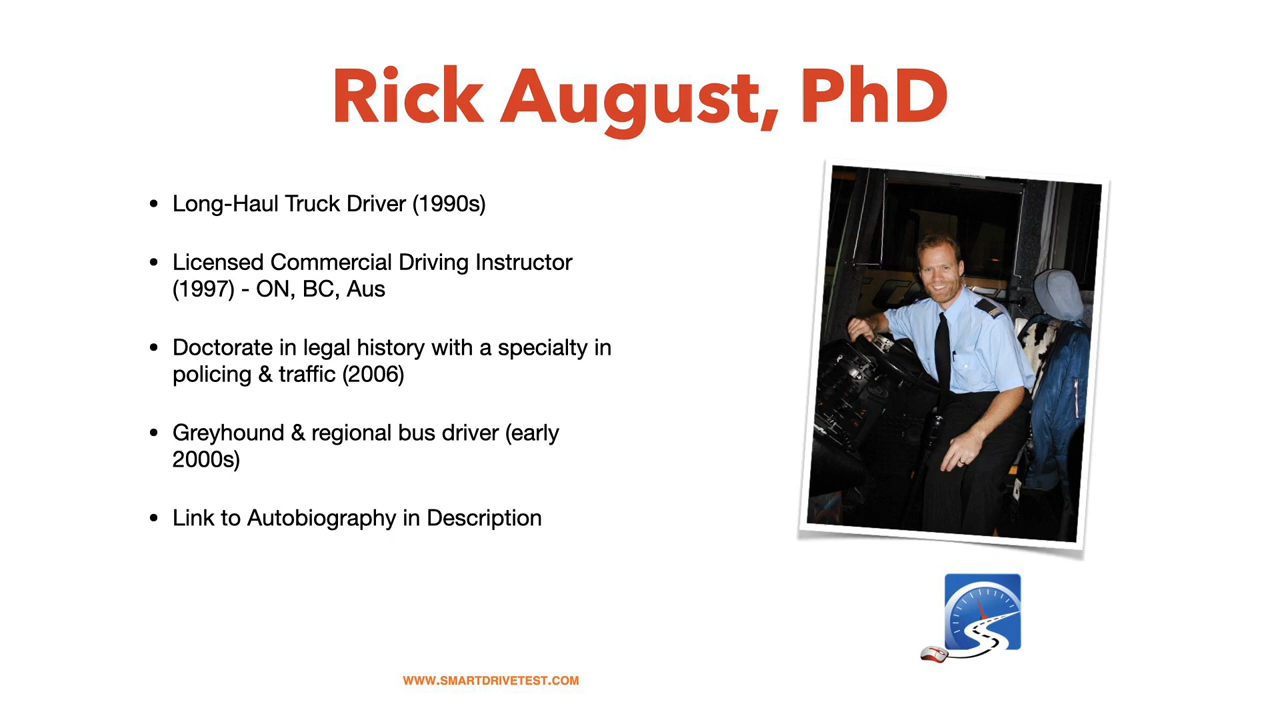 Rick August, PhD
• Long-Haul Truck Driver (1990s)
• Licensed Commercial Driving Instructor
(1997) - ON, BC, Aus
• Doctorate in legal history with a specialty in
policing & traffic (2006)
• Greyhound & regional bus driver (early
2000s)
• Link to Autobiography in Description
WWW.SMARTDRIVETEST.COM